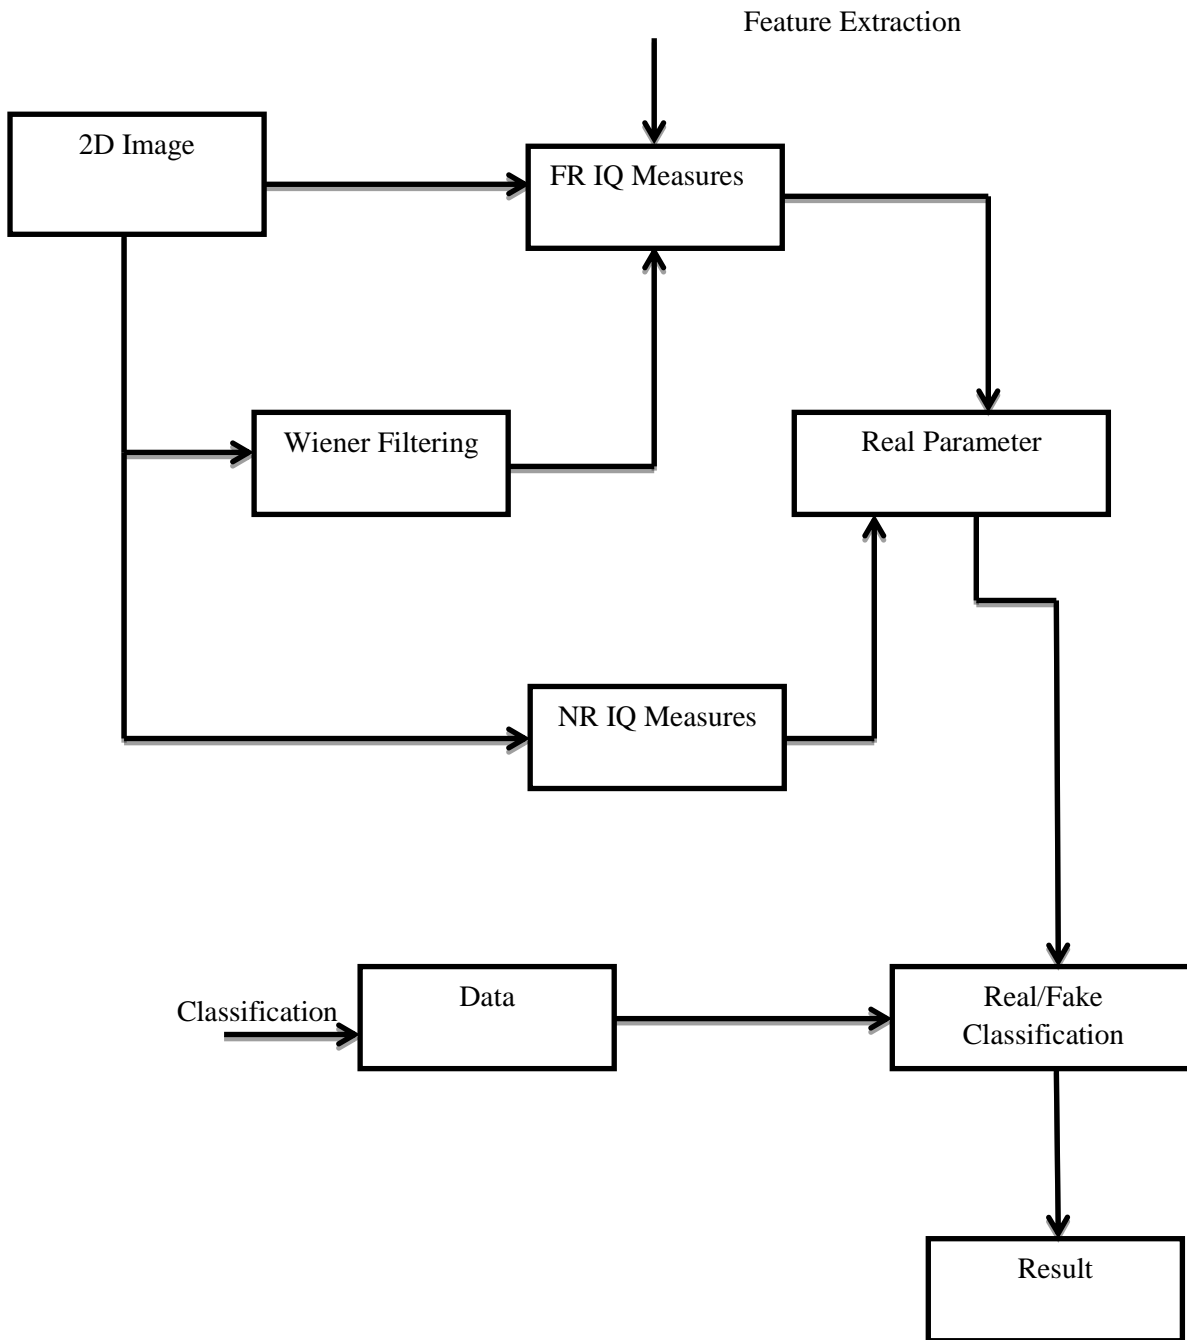 Feature Extraction
2D Image
FR IQ Measures
Wiener Filtering
Real Parameter
NR IQ Measures
Classification
Data
Real/Fake
Classification
Result